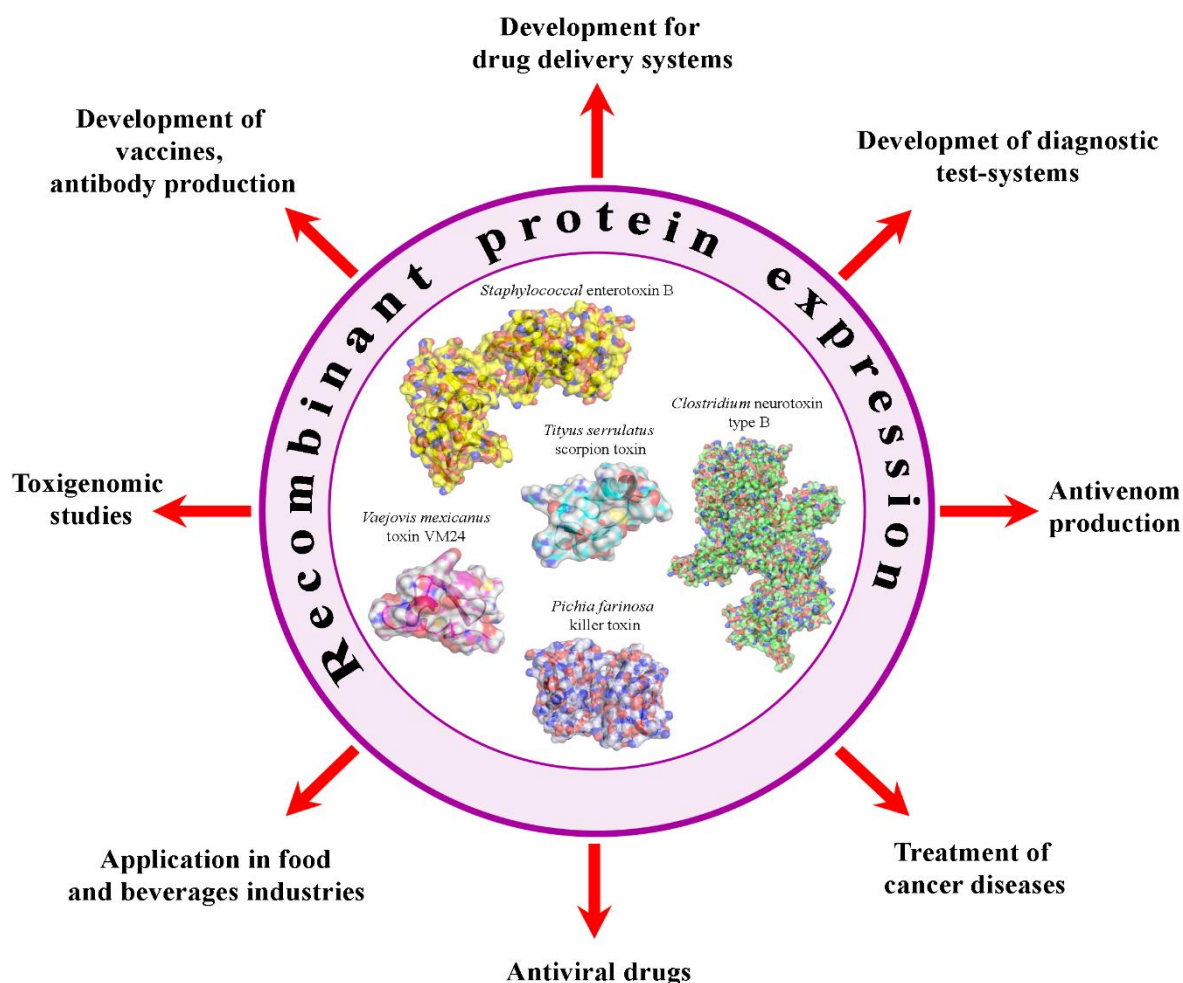 Development for
drug delivery systems
Development of
vaccines,
antibody production
Developmet of diagnostic
test-systems
Recombinant protein expression
Staphylococcal enterotoxin B
Clostridium neurotoxin
type B
Tityus serrulatus
scorpion toxin
Toxigenomic
studies
Antivenom
production
Vaejovis mexicanus
toxin VM24
Pichia farinosa
killer toxin
Application in food
and beverages industries
Treatment of
cancer diseases
Antiviral drugs